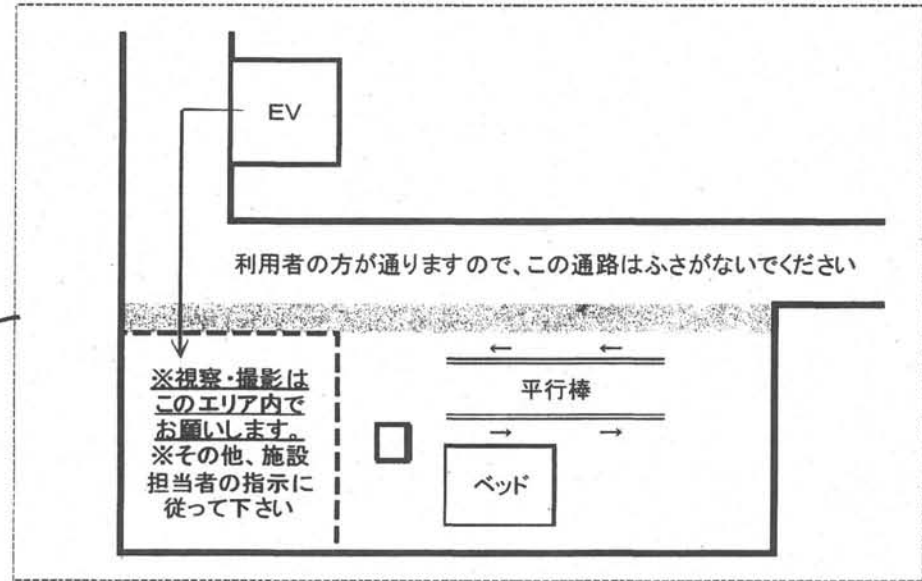 EV
利用者の方が通りますので、この通路はふさがないでください
← ←
平行棒
→ →
ベッド
※視察・撮影は
このエリア内で
お願いします。
※その他、施設
担当者の指示に
従って下さい